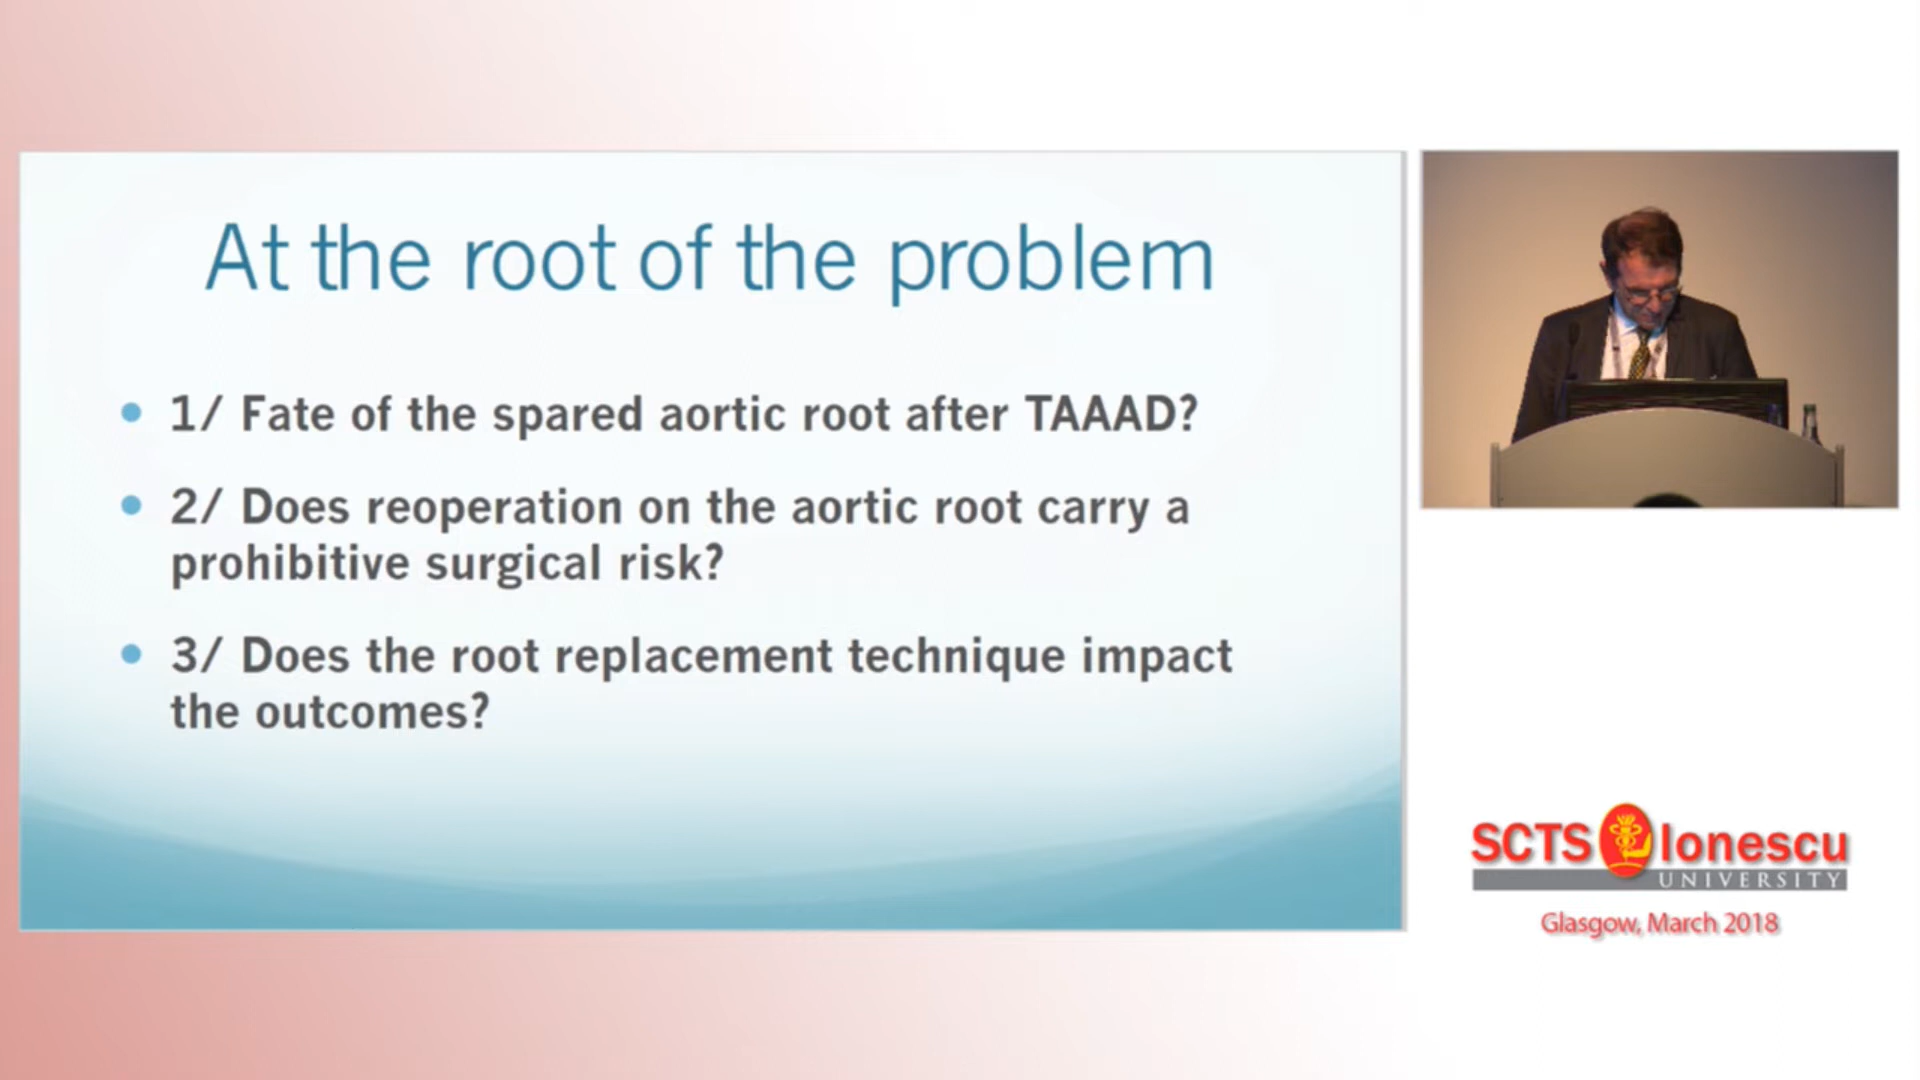 At the root of the problem
1/ Fate of the spared aortic root after TAAAD?
2/ Does reoperation on the aortic root carry a
prohibitive surgical risk?
3/ Does the root replacement technique impact
the outcomes?
SCTS Ionescu
UNIVERSITY
Glasgow, March 2018